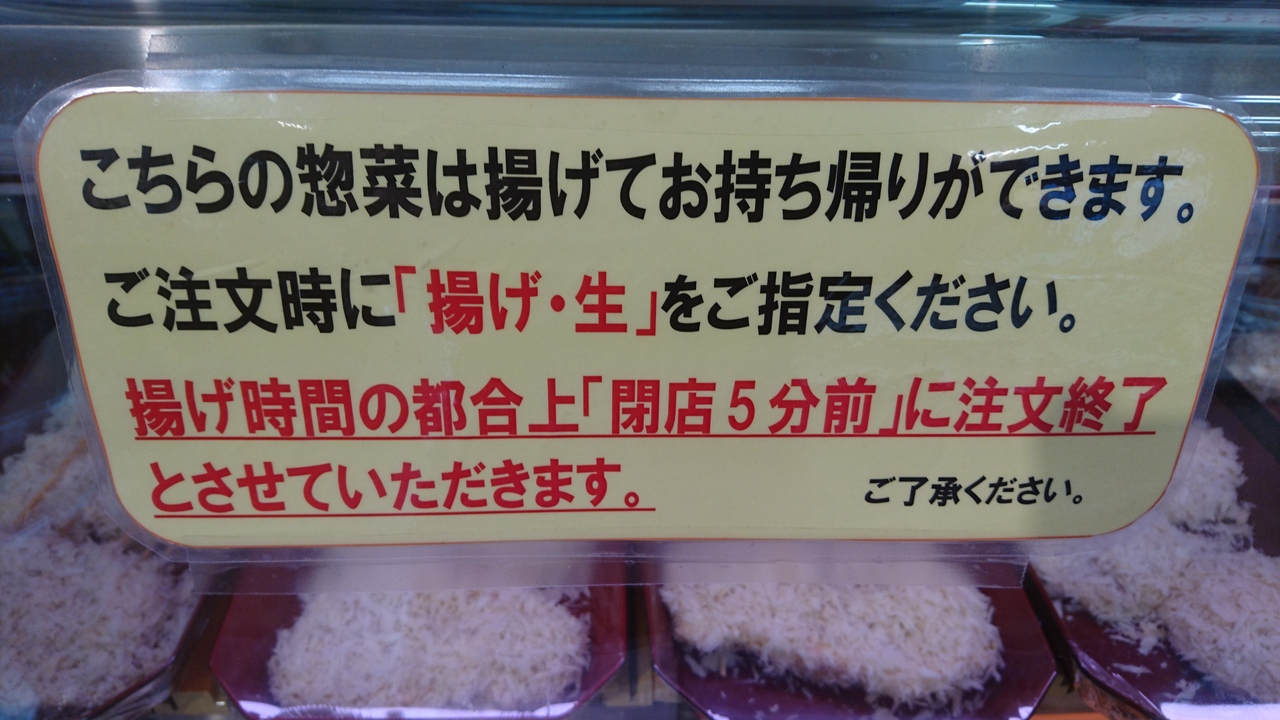 こちらの惣菜は揚げてお持ち帰りができます。
ご注文時に「揚げ・生」をご指定ください。
揚げ時間の都合上「閉店５分前」に注文終了
とさせていただきます。 ご了承ください。